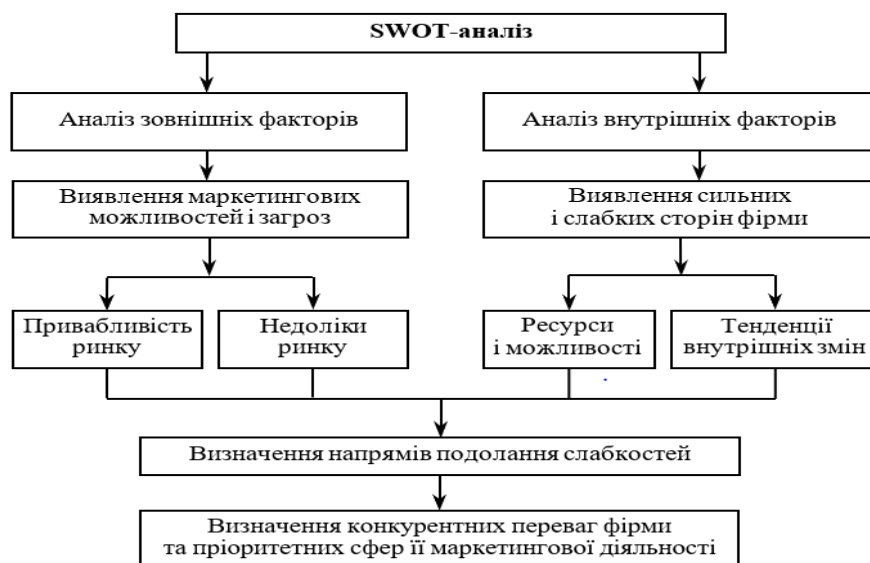 SWOT-аналіз
Аналіз зовнішніх факторів
Аналіз внутрішніх факторів
Виявлення маркетингових
можливостей і загроз
Виявлення сильних
і слабких сторін фірми
Привабливість
ринку
Недоліки
ринку
Ресурси
і можливості
Тенденції
внутрішніх змін
Визначення напрямів подолання слабкостей
Визначення конкурентних переваг фірми
та пріоритетних сфер її маркетингової діяльності